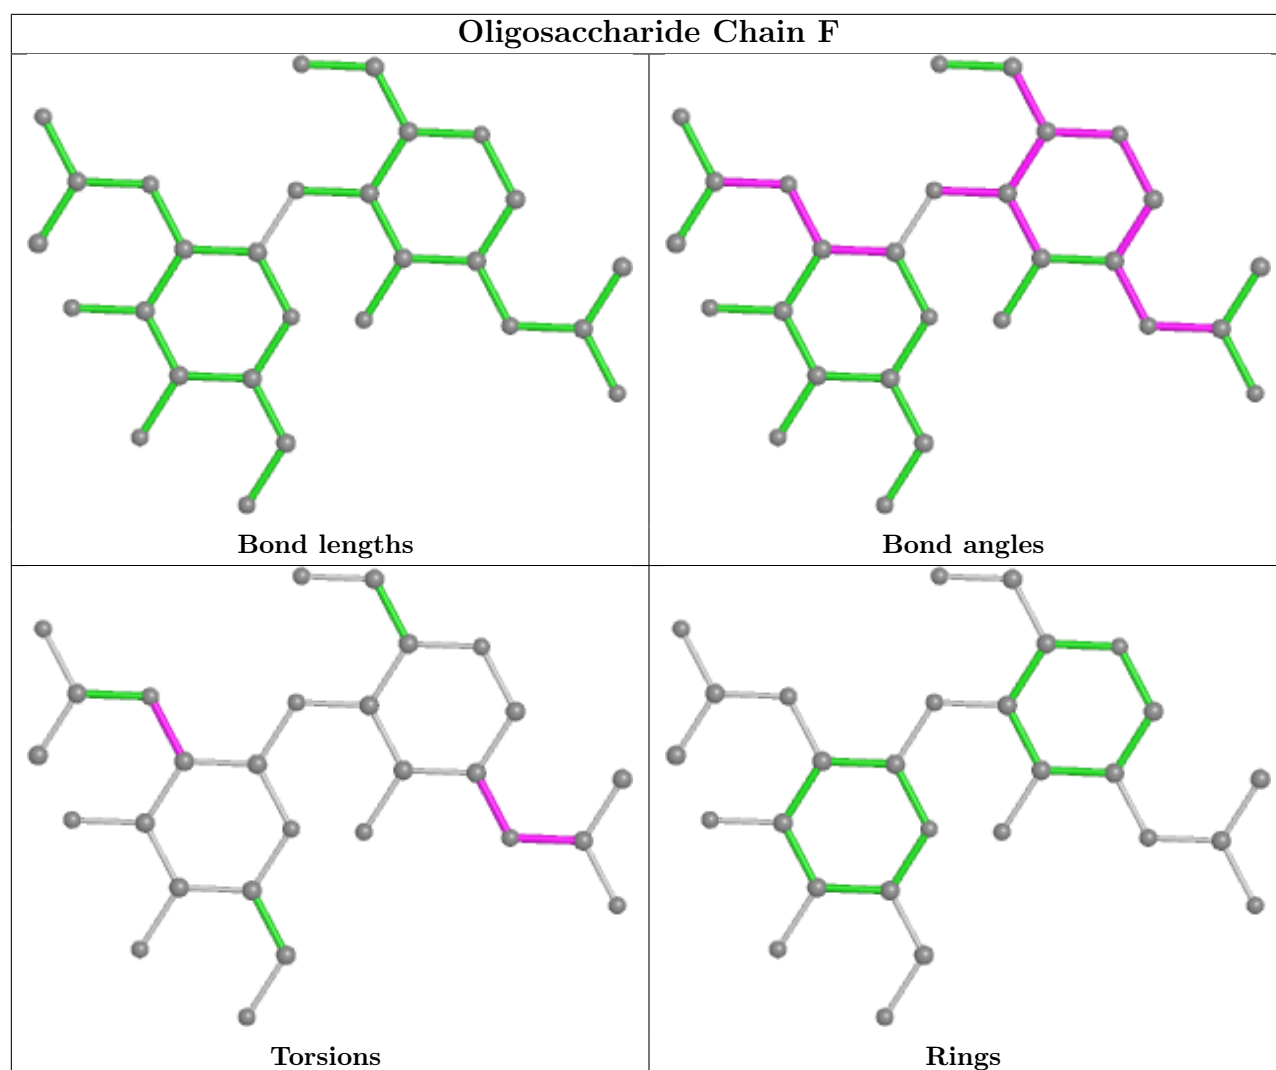 Oligosaccharide Chain F
Bond lengths
Bond angles
Torsions
Rings